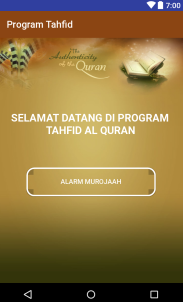 7:00
Program Tahfid
The
Authenticity
of the
Quran
SELAMAT DATANG DI PROGRAM
TAHFID AL QURAN
ALARM MUROJAAH